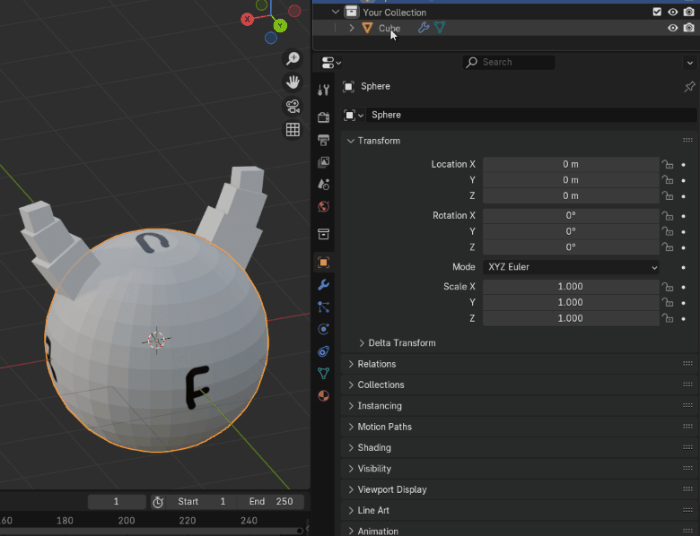 X
Y
Your Collection
Cube
Search
Sphere
Sphere
Transform
Location X 0 m
Y 0 m
Z 0 m
Rotation X 0°
Y 0°
Z 0°
Mode XYZ Euler
Scale X 1.000
Y 1.000
Z 1.000
Delta Transform
Relations
Collections
Instancing
Motion Paths
Shading
Visibility
Viewport Display
Line Art
Animation
F
1 Start 1 End 250
60 180 200 220 240